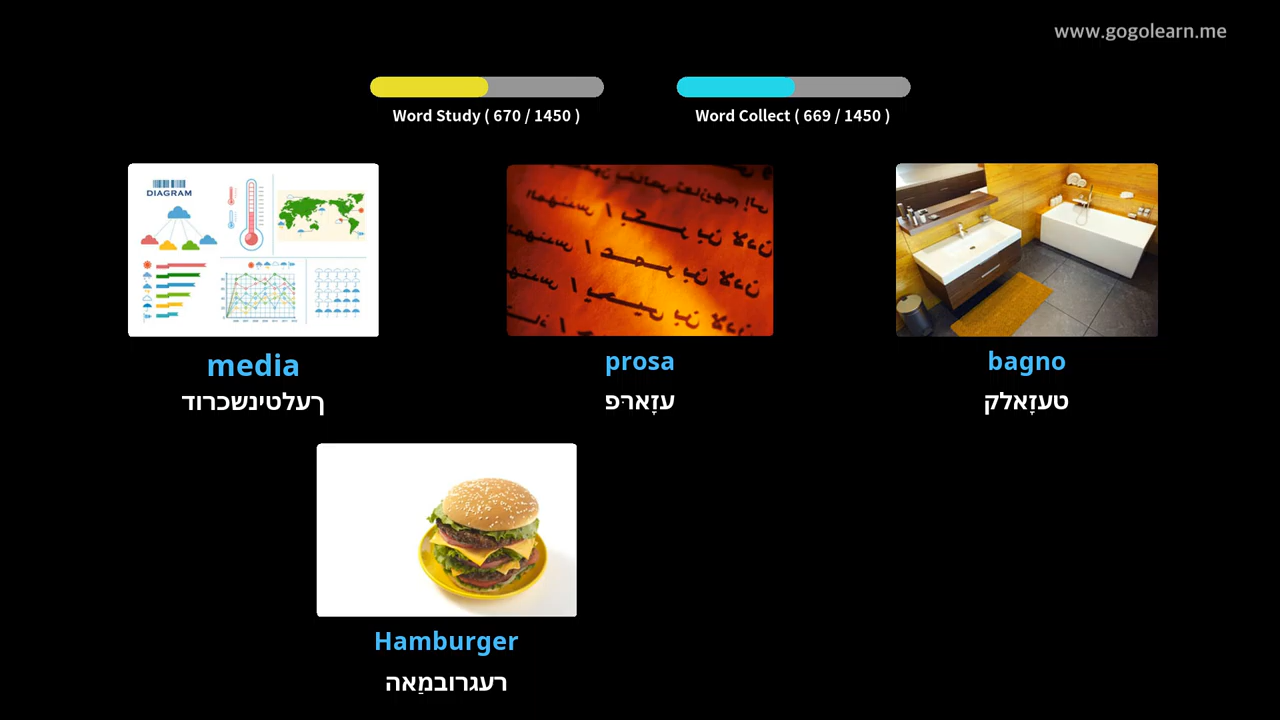 www.gogolearn.me
Word Study ( 670 / 1450 )
Word Collect ( 669 / 1450 )
DIAGRAM
media
ךעלטינשכרוד
prosa
עזָארּפ
bagno
טעזָאלק
Hamburger
רעגרובמַאה